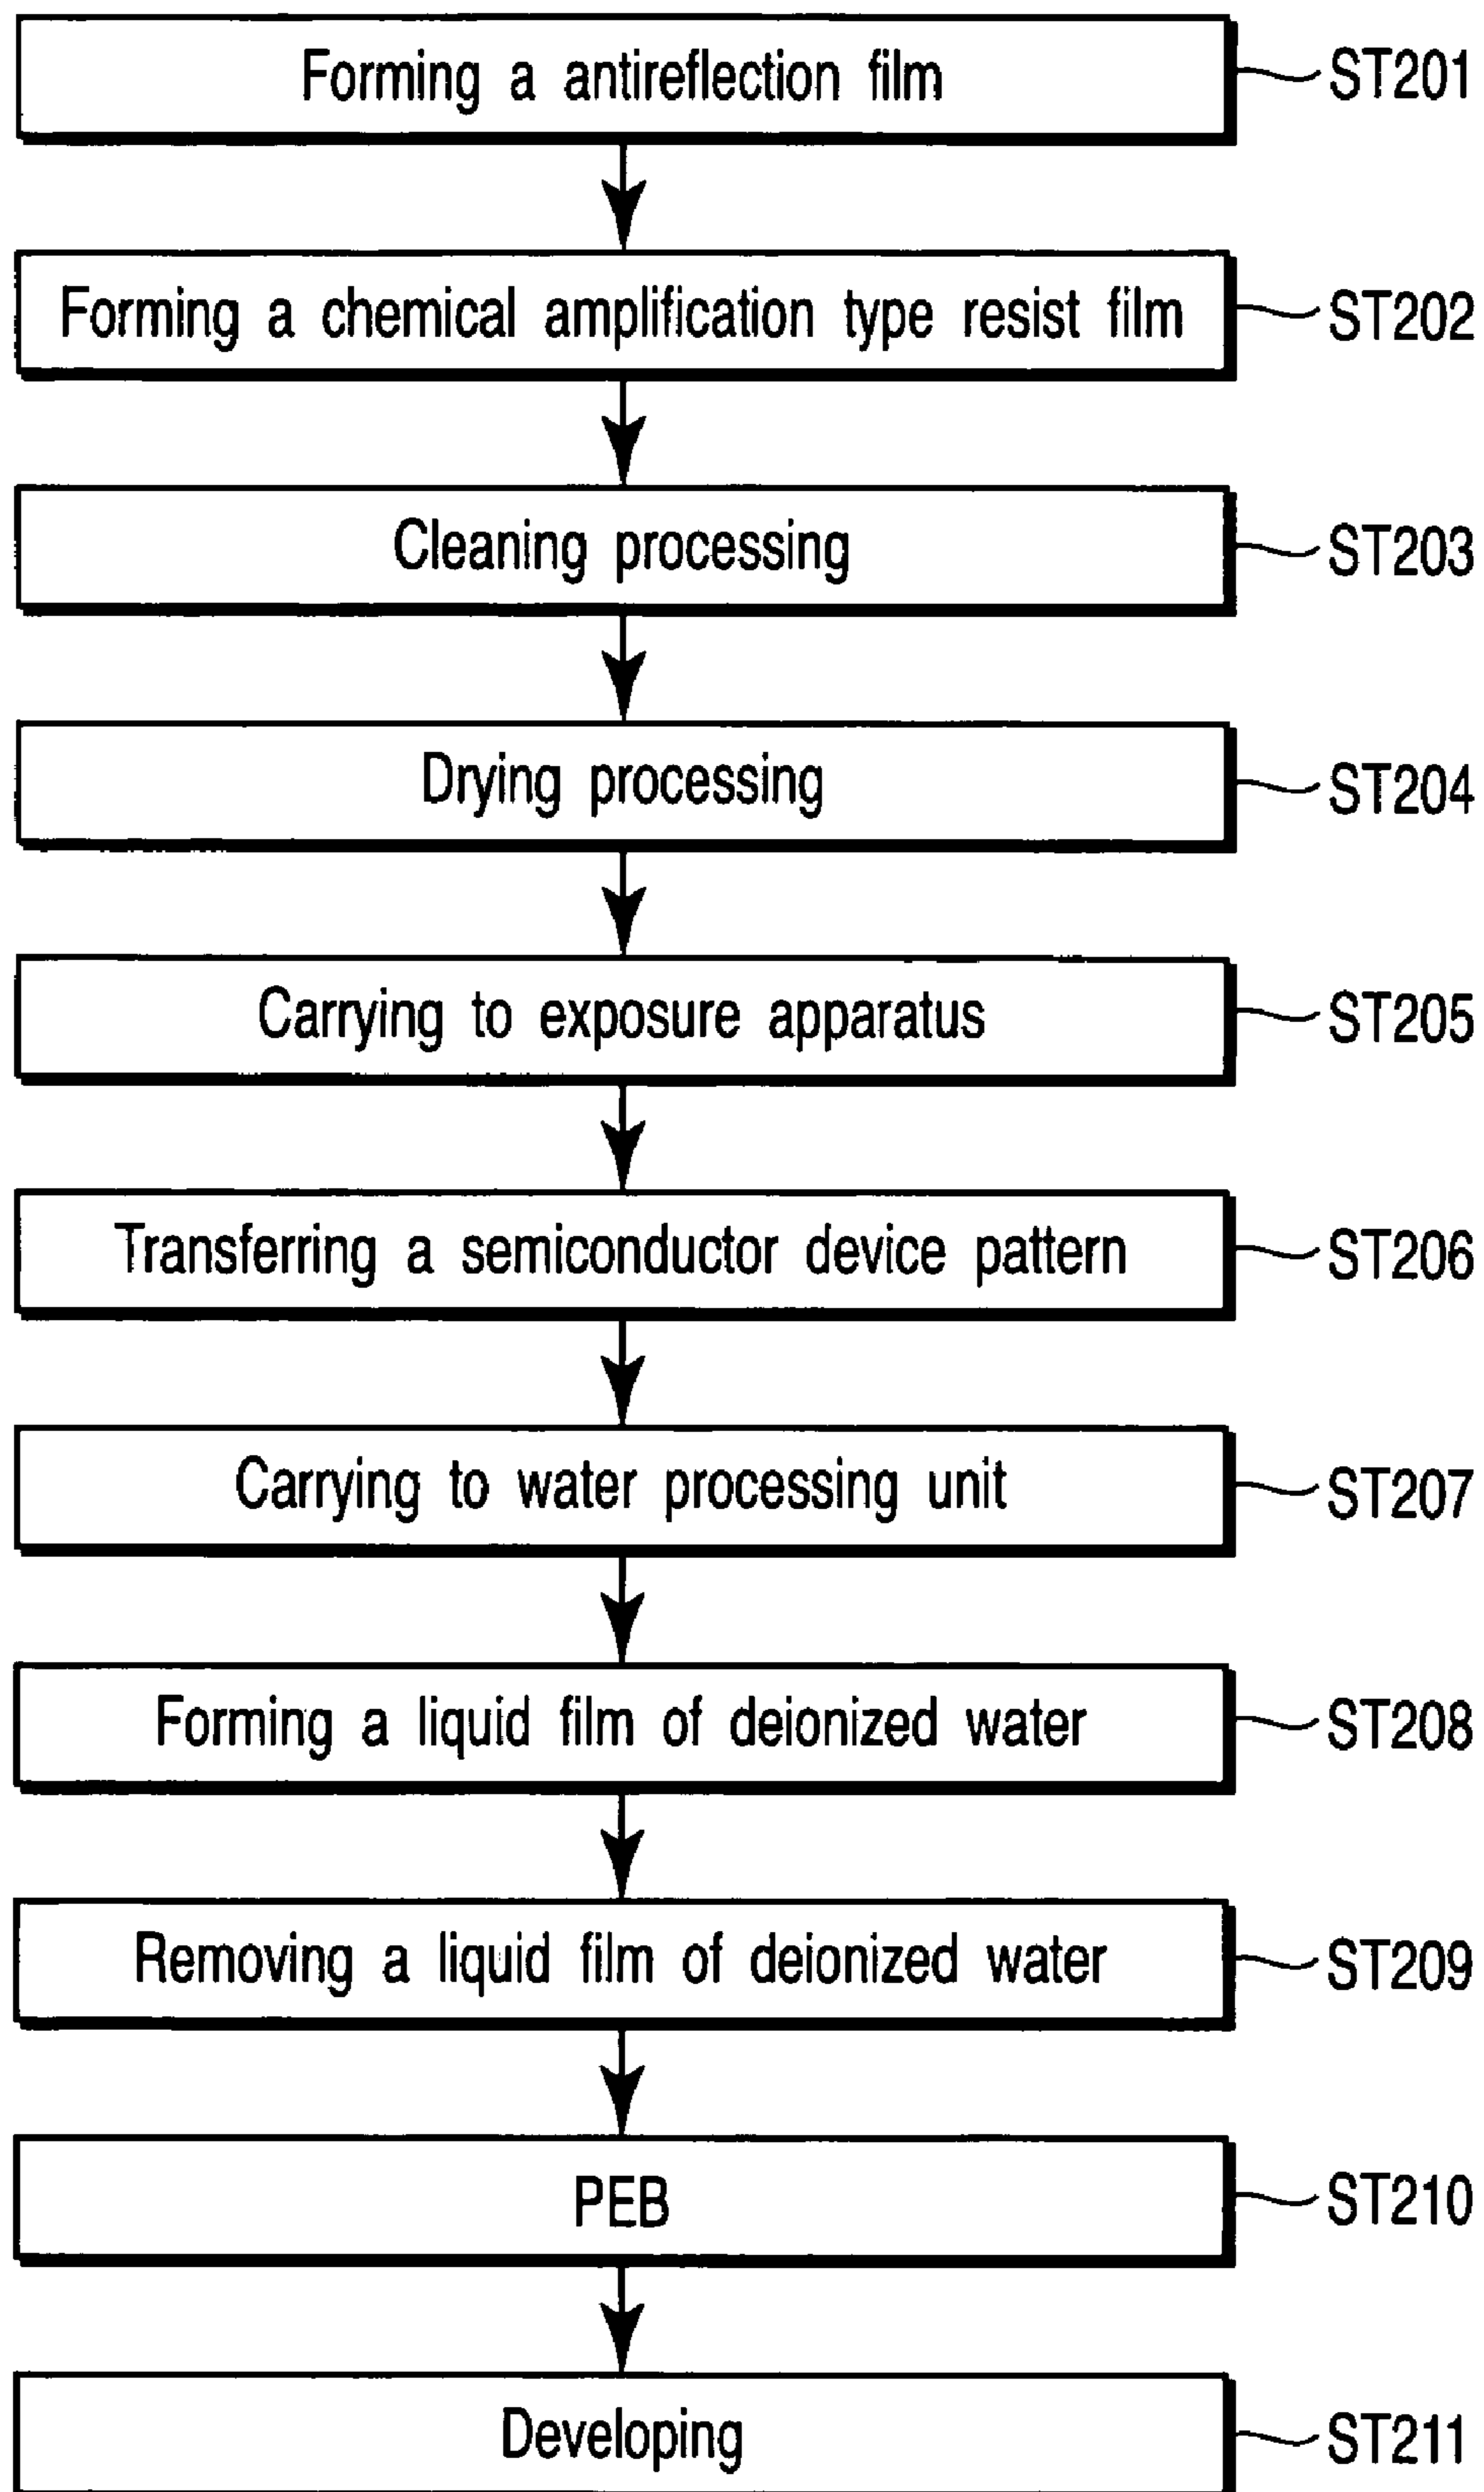 Forming a antireflection film ST201
Forming a chemical amplification type resist film ST202
Cleaning processing ST203
Drying processing ST204
Carrying to exposure apparatus ST205
Transferring a semiconductor device pattern ST206
Carrying to water processing unit ST207
Forming a liquid film of deionized water ST208
Removing a liquid film of deionized water ST209
PEB ST210
Developing ST211